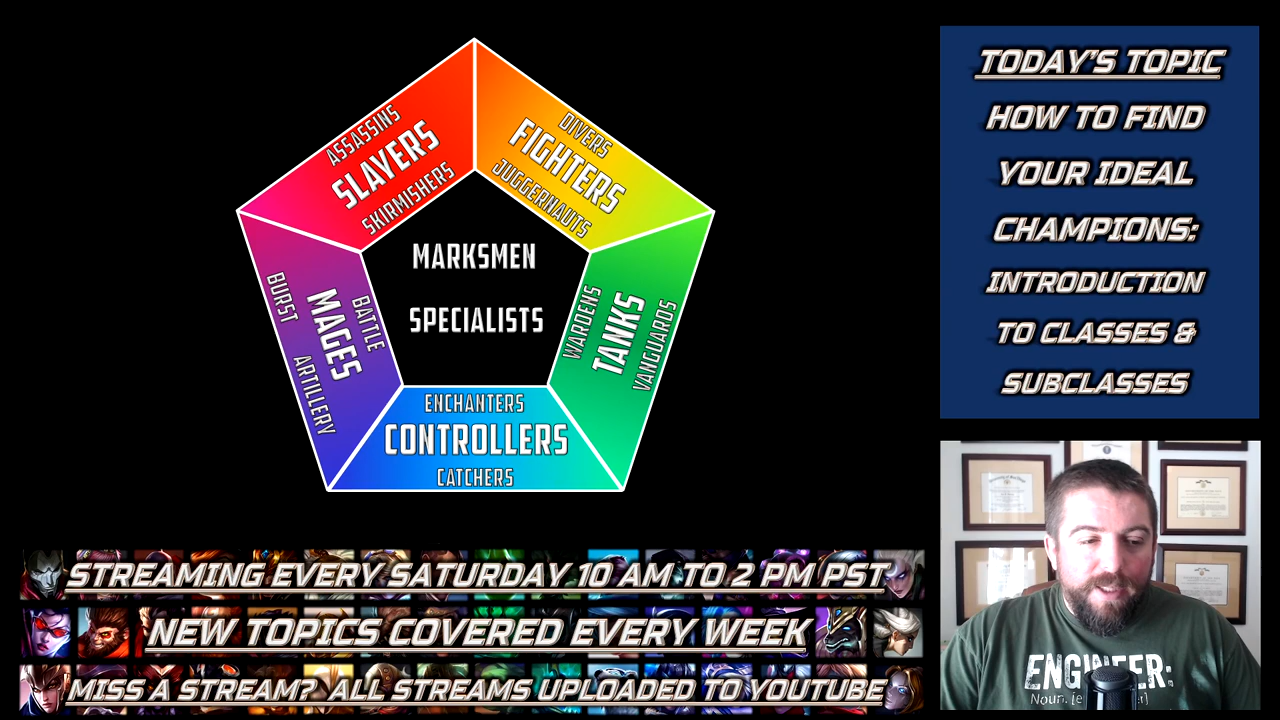 ASSASSINS
SLAYERS
SKIRMISHERS
DIVERS
FIGHTERS
JUGGERNAUTS
MARKSMEN
SPECIALISTS
BURST
MAGES
BATTLE
ARTILLERY
WARDENS
TANKS
VANGUARDS
ENCHANTERS
CONTROLLERS
CATCHERS
TODAY'S TOPIC
HOW TO FIND
YOUR IDEAL
CHAMPIONS:
INTRODUCTION
TO CLASSES &
SUBCLASSES
ENGINEER:
Noun.
STREAMING EVERY SATURDAY 10 AM TO 2 PM PST
NEW TOPICS COVERED EVERY WEEK
MISS A STREAM? ALL STREAMS UPLOADED TO YOUTUBE